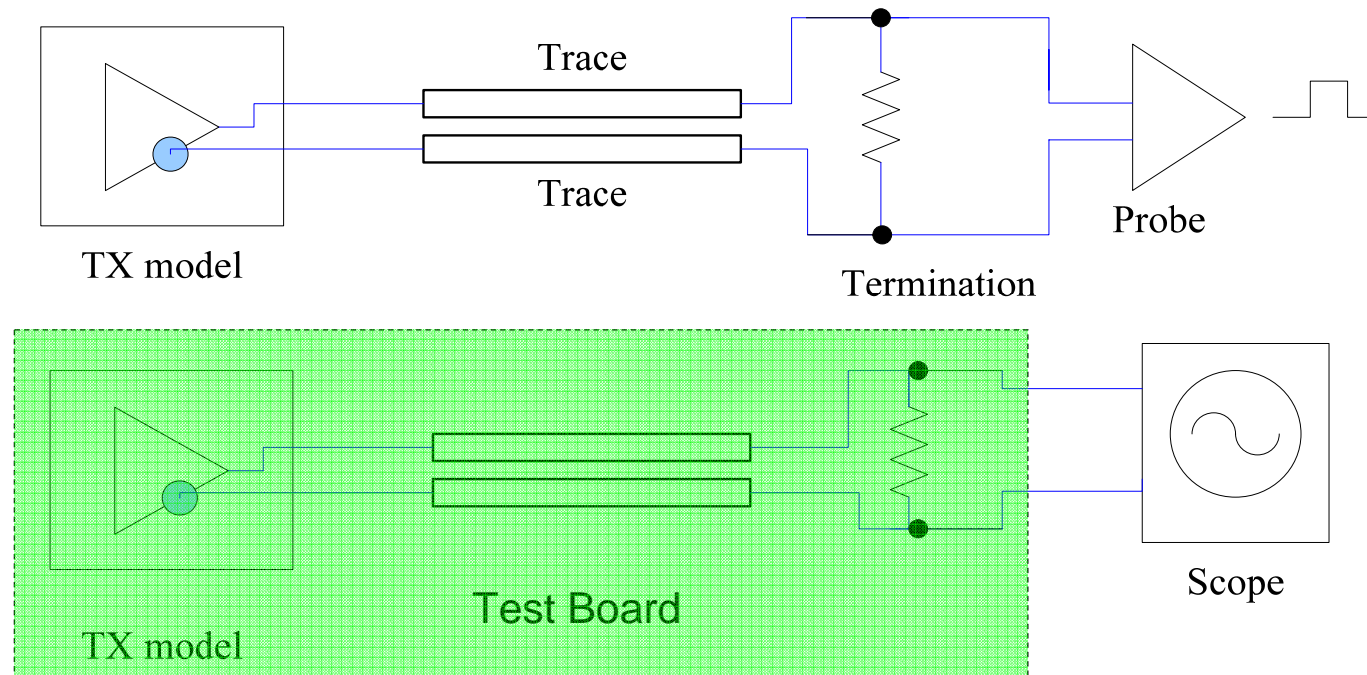 Trace
Trace
TX model
Probe
Termination
Test Board
TX model
Scope